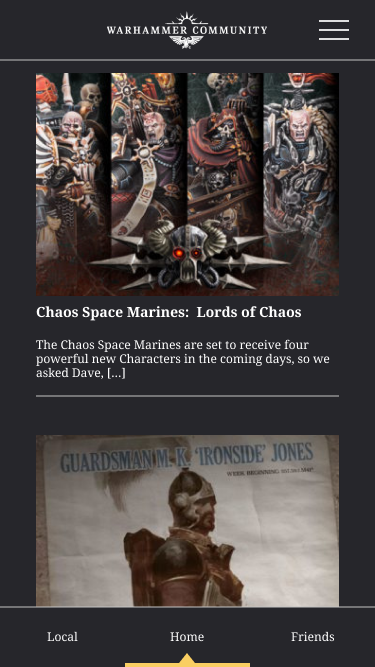 WARHAMMER COMMUNITY
Chaos Space Marines: Lords of Chaos
The Chaos Space Marines are set to receive four
powerful new Characters in the coming days, so we
asked Dave, [...]
GUARDSMAN M. K. 'IRONSIDE' JONES
WEEK BEGINNING
Local
Home
Friends